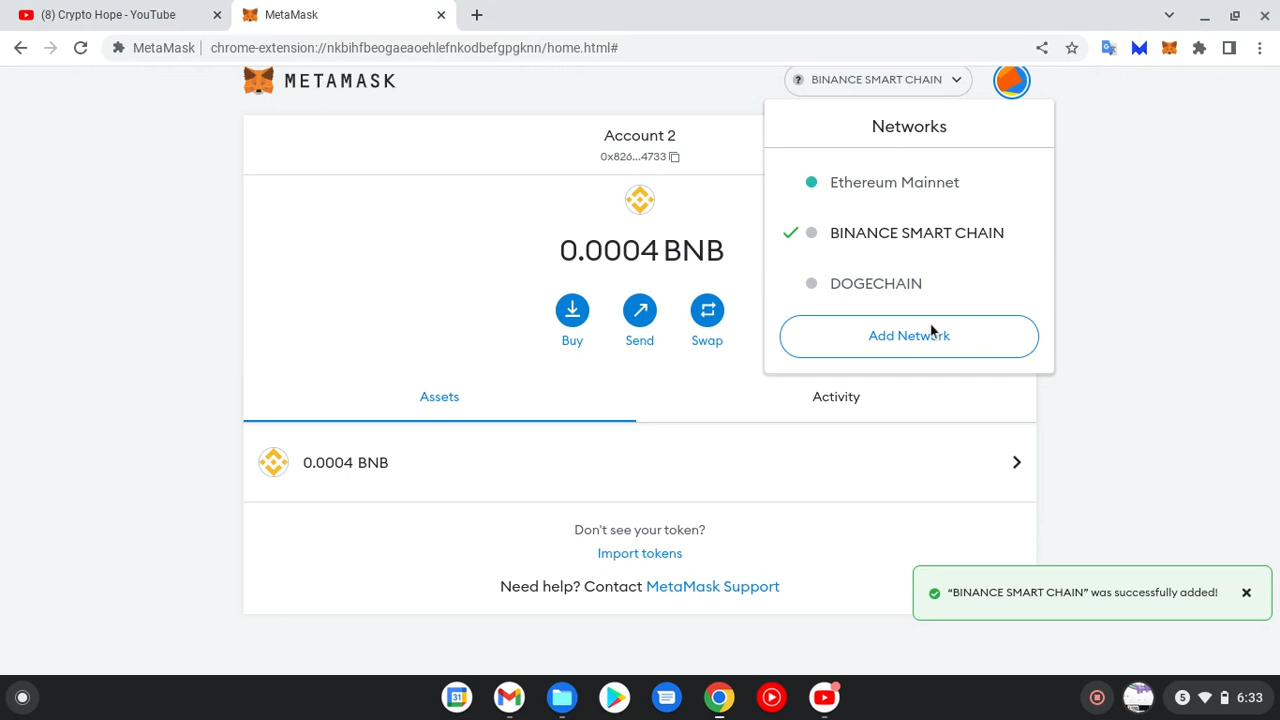 (8) Crypto Hope - YouTube
MetaMask
MetaMask
chrome-extension://nkbihfbeogaeaoehlefnkodbefgpgknn/home.html#
METAMASK
BINANCE SMART CHAIN
Account 2
0x826...4733
0.0004 BNB
Buy
Send
Swap
Networks
Ethereum Mainnet
BINANCE SMART CHAIN
DOGECHAIN
Add Network
Assets
Activity
0.0004 BNB
Don't see your token?
Import tokens
Need help? Contact MetaMask Support
“BINANCE SMART CHAIN” was successfully added!
31
5
6:33